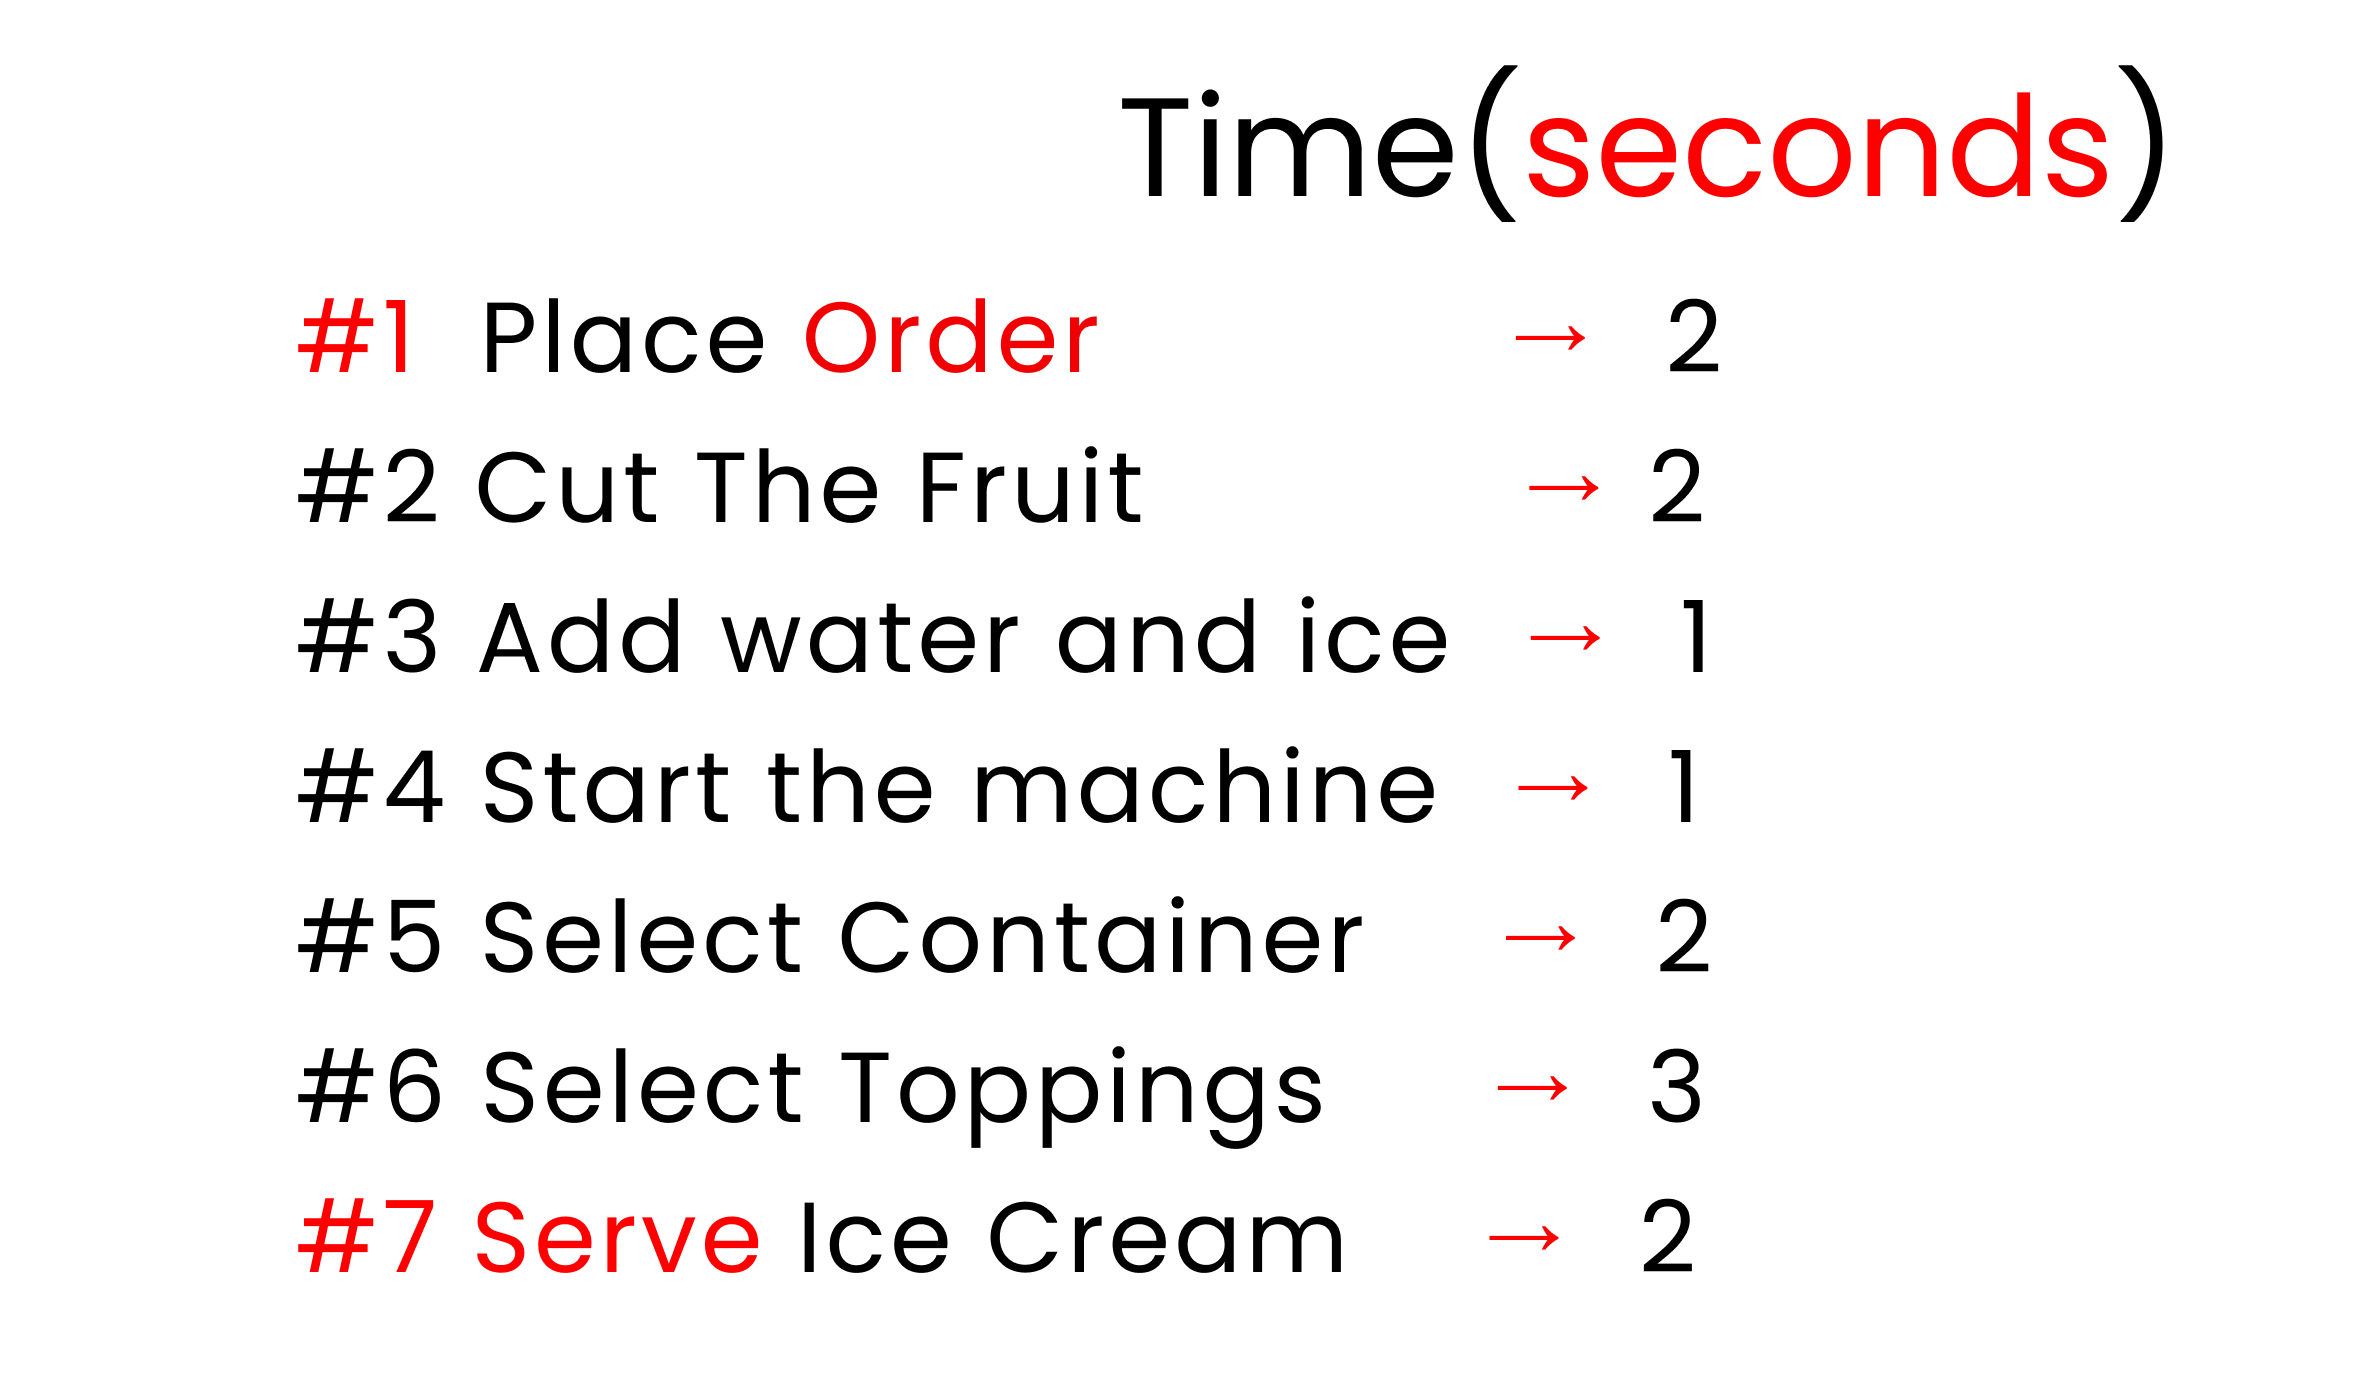 Time(seconds)
#1 Place Order → 2
#2 Cut The Fruit → 2
#3 Add water and ice → 1
#4 Start the machine → 1
#5 Select Container → 2
#6 Select Toppings → 3
#7 Serve Ice Cream → 2